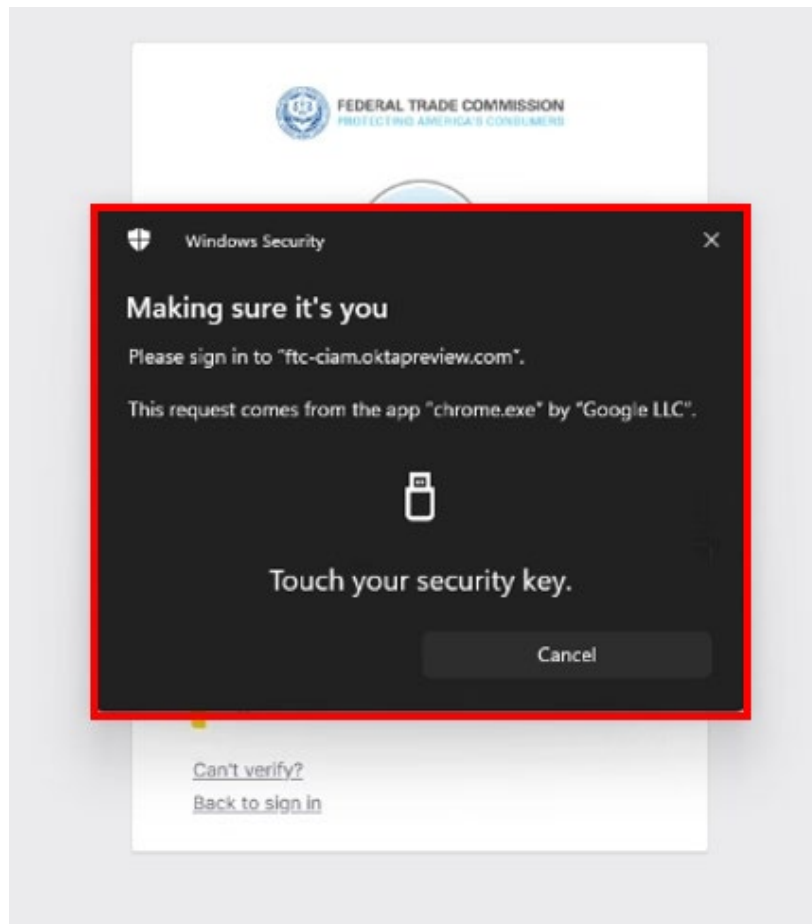 FEDERAL TRADE COMMISSION
PROTECTING AMERICA'S CONSUMERS
Windows Security
Making sure it's you
Please sign in to "ftc-ciam.oktapreview.com".
This request comes from the app "chrome.exe" by "Google LLC".
Touch your security key.
Cancel
Can't verify?
Back to sign in